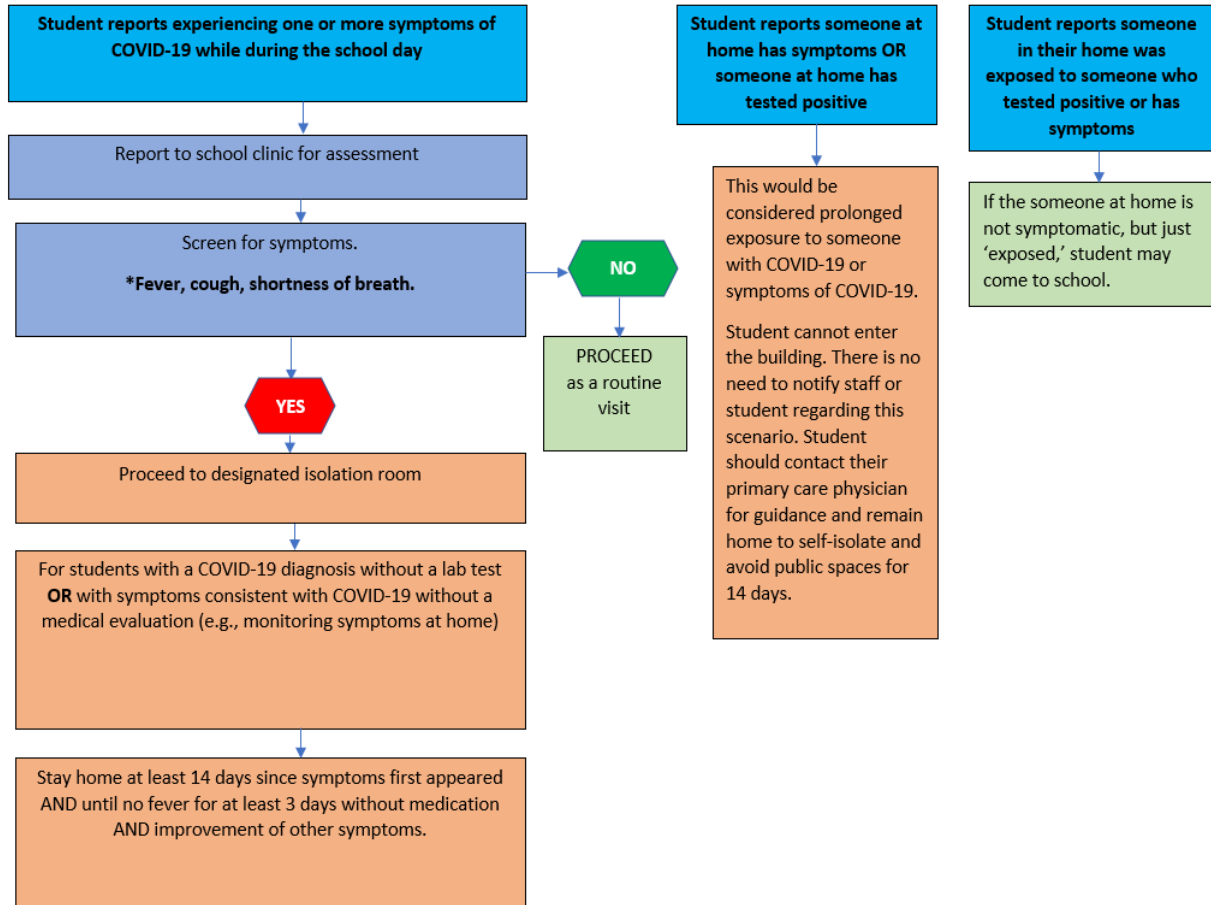 Student reports experiencing one or more symptoms of
COVID-19 while during the school day
Report to school clinic for assessment
Screen for symptoms.
*Fever, cough, shortness of breath.
NO
PROCEED
as a routine
visit
YES
Proceed to designated isolation room
For students with a COVID-19 diagnosis without a lab test
OR with symptoms consistent with COVID-19 without a
medical evaluation (e.g., monitoring symptoms at home)
Stay home at least 14 days since symptoms first appeared
AND until no fever for at least 3 days without medication
AND improvement of other symptoms.
Student reports someone at
home has symptoms OR
someone at home has
tested positive
This would be
considered prolonged
exposure to someone
with COVID-19 or
symptoms of COVID-19.
Student cannot enter
the building. There is no
need to notify staff or
student regarding this
scenario. Student
should contact their
primary care physician
for guidance and remain
home to self-isolate and
avoid public spaces for
14 days.
Student reports someone
in their home was
exposed to someone who
tested positive or has
symptoms
If the someone at home is
not symptomatic, but just
‘exposed,’ student may
come to school.